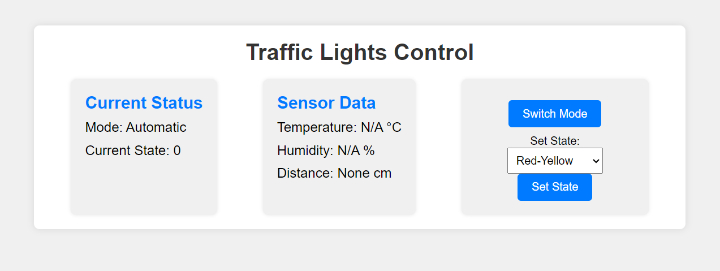 Traffic Lights Control
Current Status
Mode: Automatic
Current State: 0
Sensor Data
Temperature: N/A °C
Humidity: N/A %
Distance: None cm
Switch Mode
Set State:
Red-Yellow
Set State